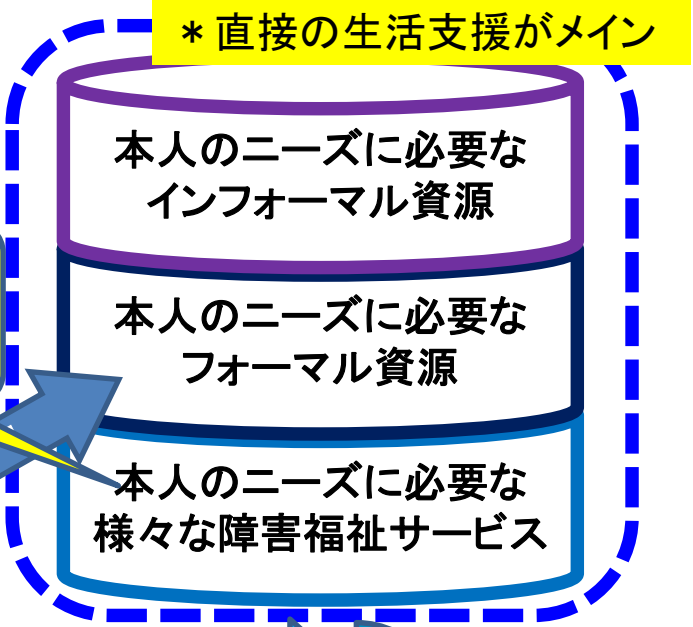 ＊直接の生活支援がメイン
本人のニーズに必要な
インフォーマル資源
本人のニーズに必要な
フォーマル資源
本人のニーズに必要な
様々な障害福祉サービス